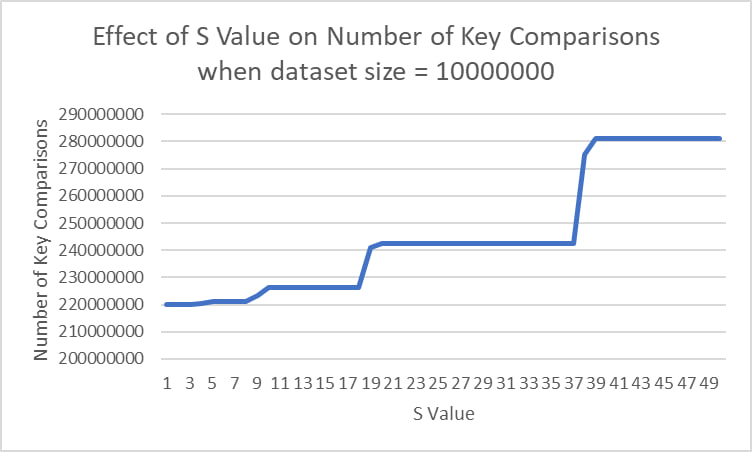 Effect of S Value on Number of Key Comparisons
when dataset size = 10000000
Number of Key Comparisons
290000000
280000000
270000000
260000000
250000000
240000000
230000000
220000000
210000000
200000000
1 3 5 7 9 11 13 15 17 19 21 23 25 27 29 31 33 35 37 39 41 43 45 47 49
S Value